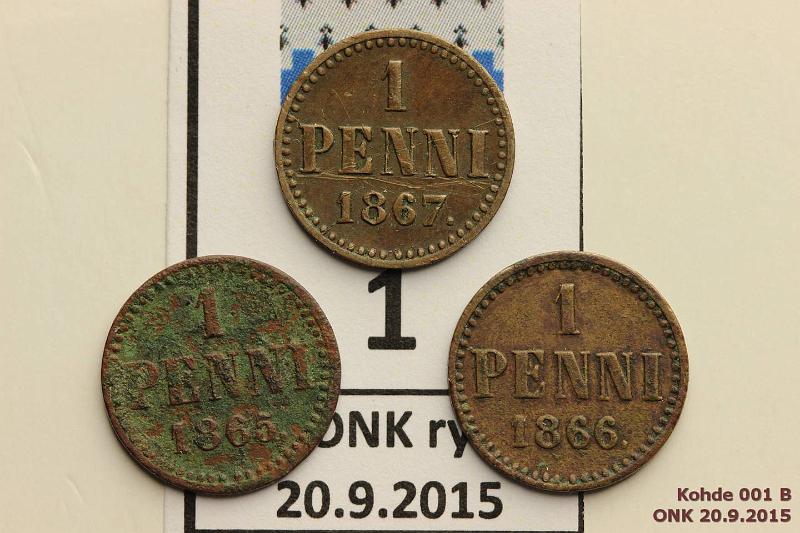 1
PENNI
1867.
1
PENNI
1865.
1
PENNI
1866.
1
ONK ry
20.9.2015
Kohde 001 B
ONK 20.9.2015